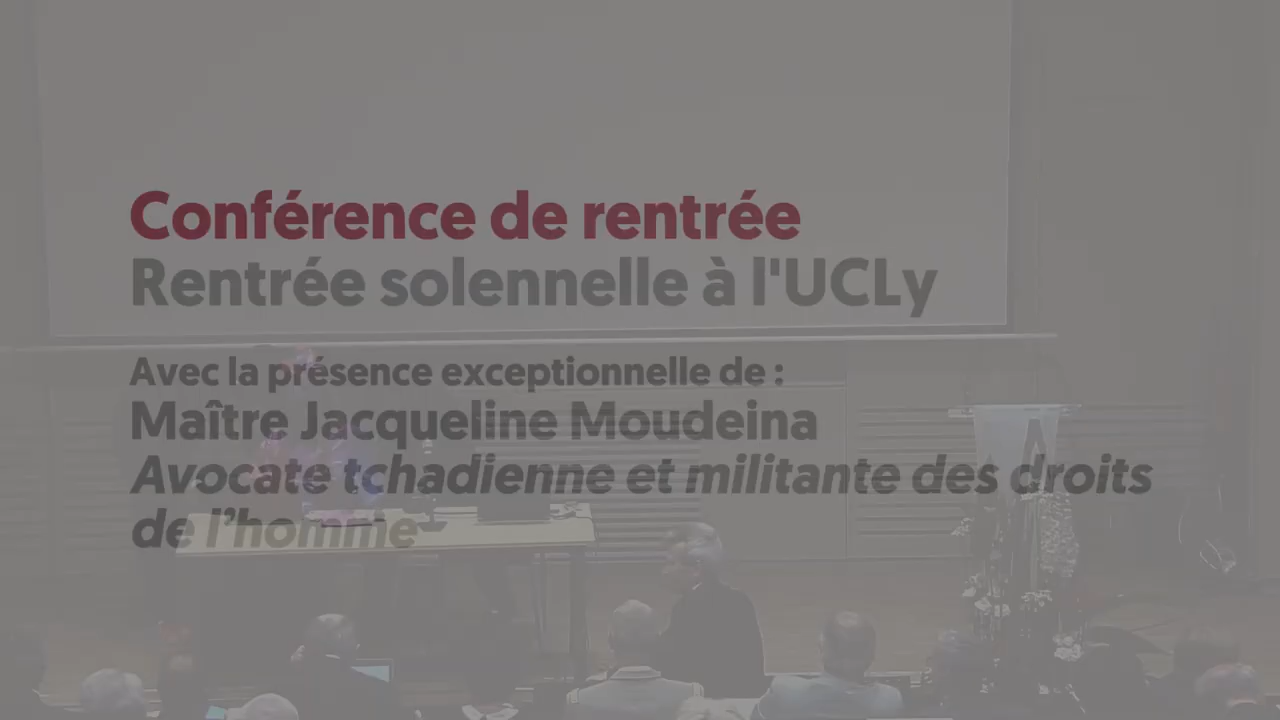 Conférence de rentrée
Rentrée solennelle à l'UCLy
Avec la présence exceptionnelle de :
Maître Jacqueline Moudeina
Avocate tchadienne et militante des droits
de l’homme